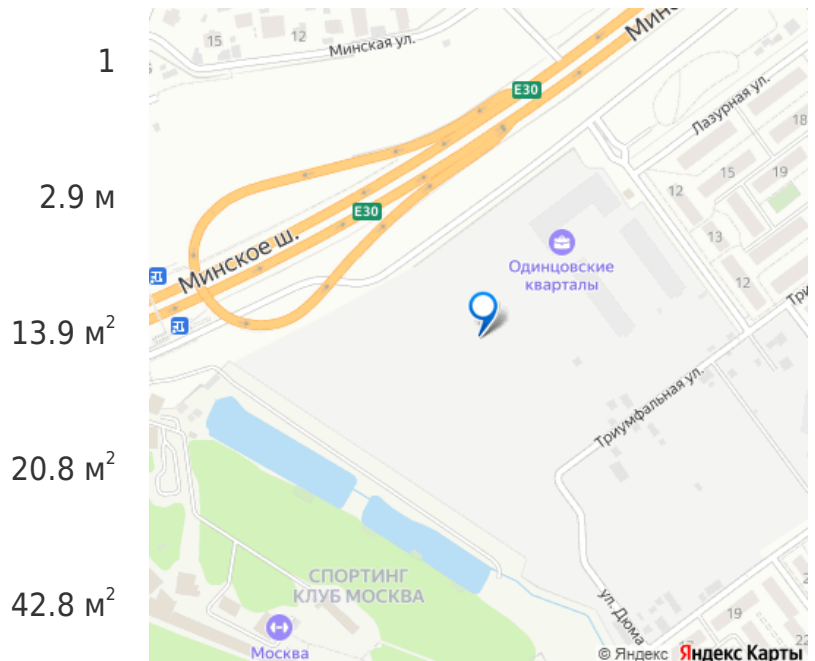 1
2.9 м
13.9 м²
20.8 м²
42.8 м²
15
12
Минская ул.
Минс
E30
Лазурная ул.
18
15
19
12
E30
Минское ш.
13
Одинцовские
кварталы
12
Три
Триумфальная ул.
СПОРТИНГ
КЛУБ МОСКВА
ул. Дюма
19
Москва
© Яндекс Яндекс Карты